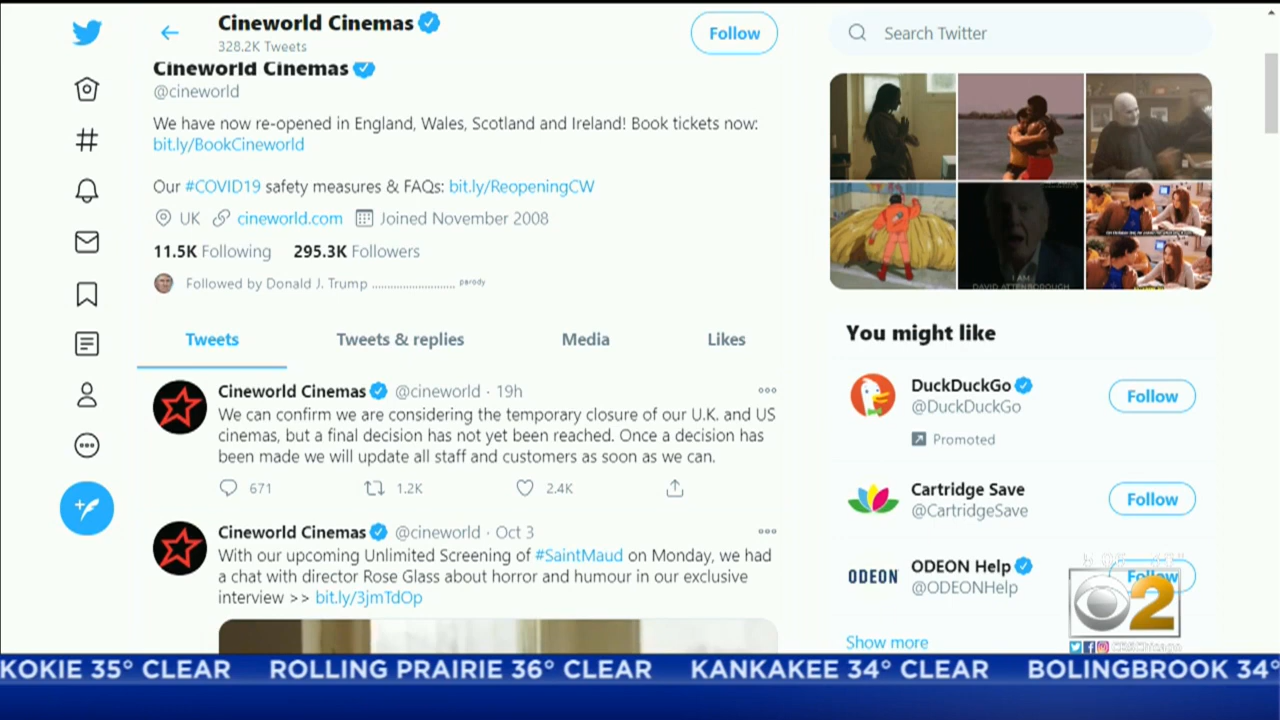 Cineworld Cinemas
328.2K Tweets
Follow
Search Twitter
Cineworld Cinemas
@cineworld
We have now re-opened in England, Wales, Scotland and Ireland! Book tickets now:
bit.ly/BookCineworld
Our #COVID19 safety measures & FAQs: bit.ly/ReopeningCW
UK cineworld.com Joined November 2008
11.5K Following 295.3K Followers
Followed by Donald J. Trump ........................... parody
Tweets Tweets & replies Media Likes
Cineworld Cinemas @cineworld · 19h
We can confirm we are considering the temporary closure of our U.K. and US
cinemas, but a final decision has not yet been reached. Once a decision has
been made we will update all staff and customers as soon as we can.
671 1.2K 2.4K
Cineworld Cinemas @cineworld · Oct 3
With our upcoming Unlimited Screening of #SaintMaud on Monday, we had
a chat with director Rose Glass about horror and humour in our exclusive
interview >> bit.ly/3jmTdOp
I AM
DAVID ATTENBOROUGH
You might like
DuckDuckGo
@DuckDuckGo
Follow
Promoted
Cartridge Save
@CartridgeSave
Follow
ODEON
ODEON Help
@ODEONHelp
Follow
Show more
2
CBSChicago
KOKIE 35° CLEAR ROLLING PRAIRIE 36° CLEAR KANKAKEE 34° CLEAR BOLINGBROOK 34°